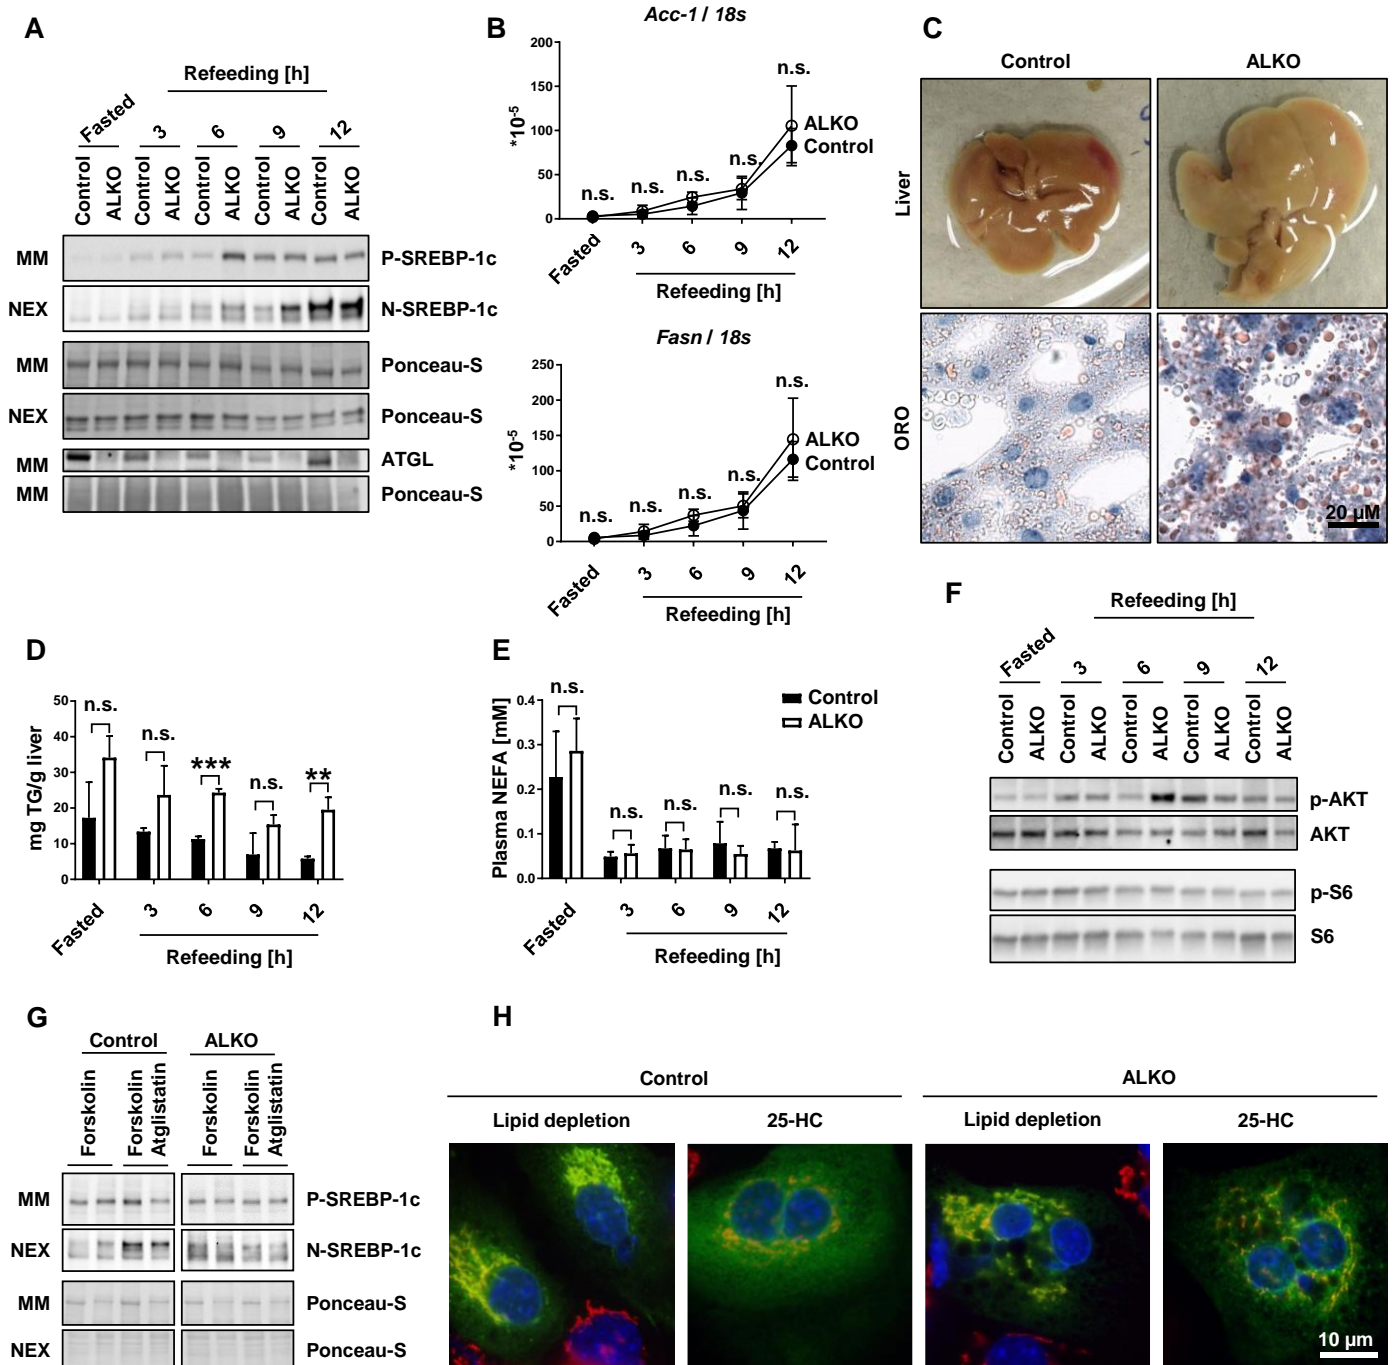 A
Refeeding [h]
Fasted 3 6 9 12
Control ALKO Control ALKO Control ALKO Control ALKO Control ALKO
MM P-SREBP-1c
NEX N-SREBP-1c
MM Ponceau-S
NEX Ponceau-S
MM ATGL
MM Ponceau-S
B
Acc-1 / 18s
*10-5
200
150
100
50
0
n.s. n.s. n.s. n.s. n.s.
ALKO
Control
Fasted 3 6 9 12
Refeeding [h]
Fasn / 18s
*10-5
250
200
150
100
50
0
n.s. n.s. n.s. n.s. n.s.
ALKO
Control
Fasted 3 6 9 12
Refeeding [h]
C
Control ALKO
Liver
ORO
20 µM
D
mg TG/g liver
50
40
30
20
10
0
n.s. n.s. *** n.s. **
Fasted 3 6 9 12
Refeeding [h]
E
Plasma NEFA [mM]
0.4
0.3
0.2
0.1
0.0
n.s. n.s. n.s. n.s. n.s.
Control
ALKO
Fasted 3 6 9 12
Refeeding [h]
F
Refeeding [h]
Fasted 3 6 9 12
Control ALKO Control ALKO Control ALKO Control ALKO Control ALKO
p-AKT
AKT
p-S6
S6
G
Control ALKO
Forskolin Forskolin Atglistatin Forskolin Forskolin Atglistatin
MM P-SREBP-1c
NEX N-SREBP-1c
MM Ponceau-S
NEX Ponceau-S
H
Control ALKO
Lipid depletion 25-HC Lipid depletion 25-HC
10 µm